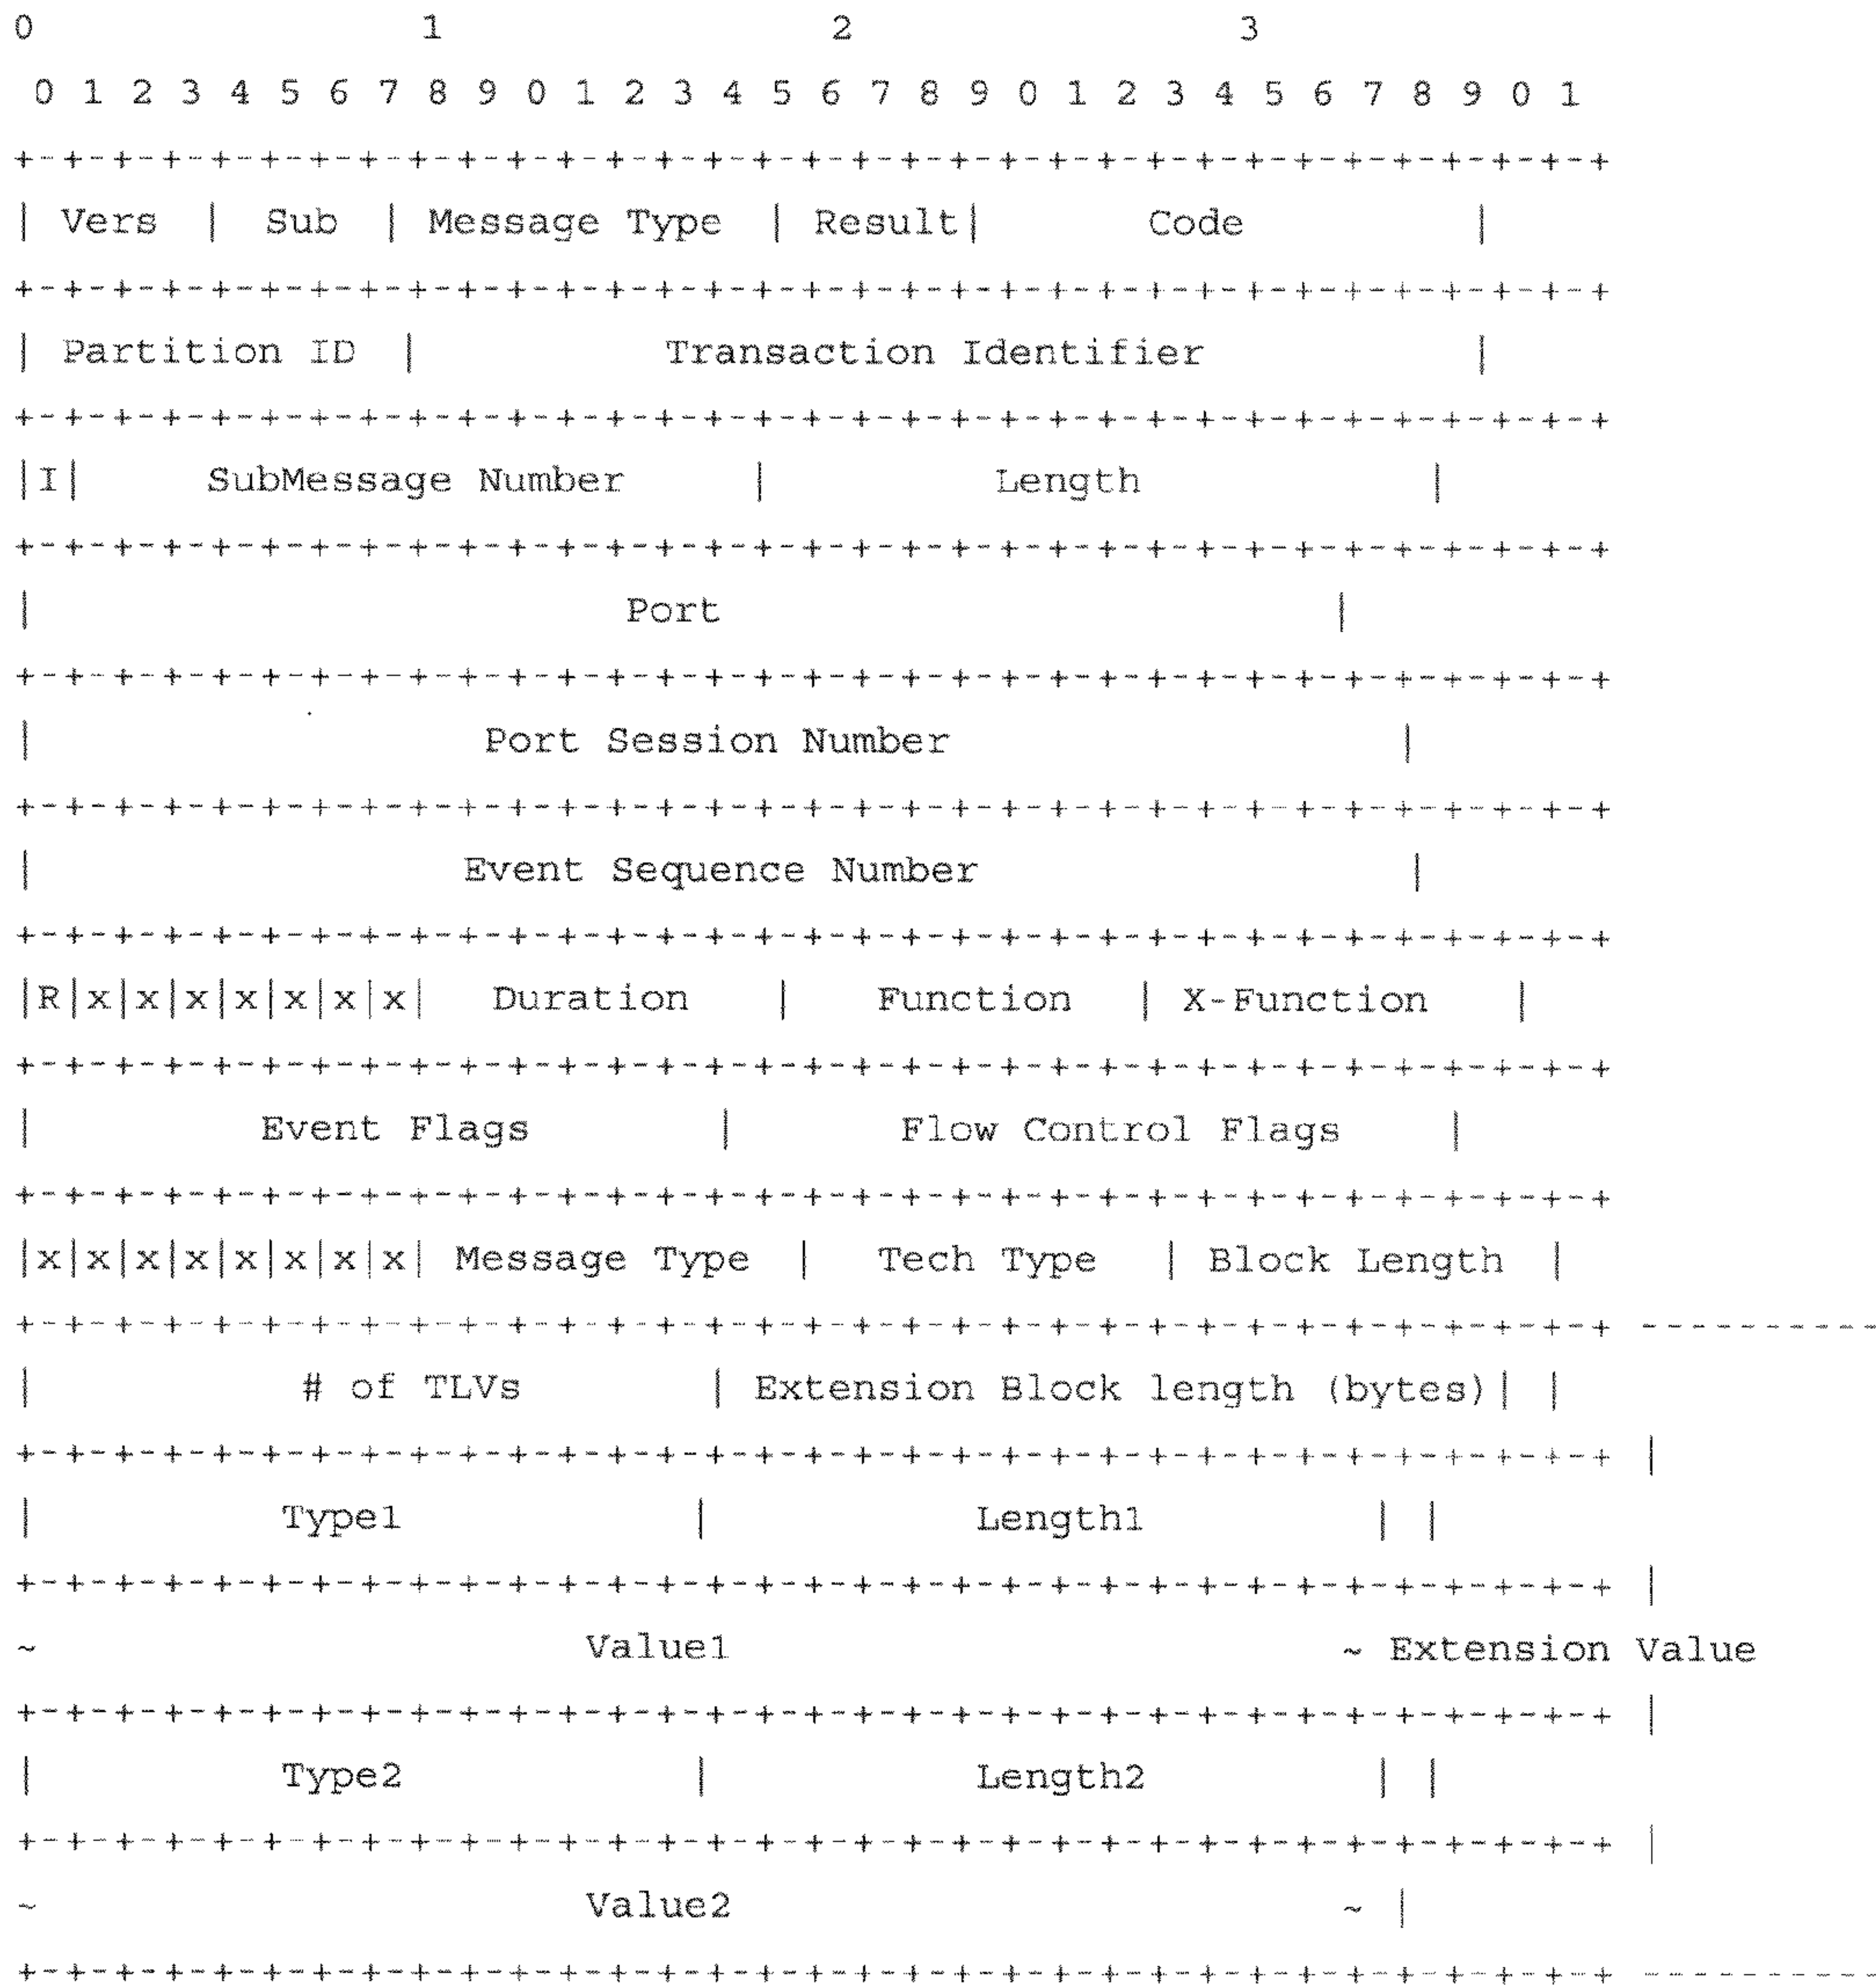 0 1 2 3
0 1 2 3 4 5 6 7 8 9 0 1 2 3 4 5 6 7 8 9 0 1 2 3 4 5 6 7 8 9 0 1
+-+-+-+-+-+-+-+-+-+-+-+-+-+-+-+-+-+-+-+-+-+-+-+-+-+-+-+-+-+-+-+-+
| Vers | Sub | Message Type | Result| Code |
+-+-+-+-+-+-+-+-+-+-+-+-+-+-+-+-+-+-+-+-+-+-+-+-+-+-+-+-+-+-+-+-+
| Partition ID | Transaction Identifier |
+-+-+-+-+-+-+-+-+-+-+-+-+-+-+-+-+-+-+-+-+-+-+-+-+-+-+-+-+-+-+-+-+
|I| SubMessage Number | Length |
+-+-+-+-+-+-+-+-+-+-+-+-+-+-+-+-+-+-+-+-+-+-+-+-+-+-+-+-+-+-+-+-+
| Port |
+-+-+-+-+-+-+-+-+-+-+-+-+-+-+-+-+-+-+-+-+-+-+-+-+-+-+-+-+-+-+-+-+
| Port Session Number |
+-+-+-+-+-+-+-+-+-+-+-+-+-+-+-+-+-+-+-+-+-+-+-+-+-+-+-+-+-+-+-+-+
| Event Sequence Number |
+-+-+-+-+-+-+-+-+-+-+-+-+-+-+-+-+-+-+-+-+-+-+-+-+-+-+-+-+-+-+-+-+
|R|x|x|x|x|x|x|x| Duration | Function | X-Function |
+-+-+-+-+-+-+-+-+-+-+-+-+-+-+-+-+-+-+-+-+-+-+-+-+-+-+-+-+-+-+-+-+
| Event Flags | Flow Control Flags |
+-+-+-+-+-+-+-+-+-+-+-+-+-+-+-+-+-+-+-+-+-+-+-+-+-+-+-+-+-+-+-+-+
|x|x|x|x|x|x|x|x| Message Type | Tech Type | Block Length |
+-+-+-+-+-+-+-+-+-+-+-+-+-+-+-+-+-+-+-+-+-+-+-+-+-+-+-+-+-+-+-+-+ ----------
| # of TLVs | Extension Block length (bytes)| |
+-+-+-+-+-+-+-+-+-+-+-+-+-+-+-+-+-+-+-+-+-+-+-+-+-+-+-+-+-+-+-+-+ |
| Type1 | Length1 | |
+-+-+-+-+-+-+-+-+-+-+-+-+-+-+-+-+-+-+-+-+-+-+-+-+-+-+-+-+-+-+-+-+ |
~ Value1 ~ Extension Value
+-+-+-+-+-+-+-+-+-+-+-+-+-+-+-+-+-+-+-+-+-+-+-+-+-+-+-+-+-+-+-+-+ |
| Type2 | Length2 | |
+-+-+-+-+-+-+-+-+-+-+-+-+-+-+-+-+-+-+-+-+-+-+-+-+-+-+-+-+-+-+-+-+ |
~ Value2 ~ |
+-+-+-+-+-+-+-+-+-+-+-+-+-+-+-+-+-+-+-+-+-+-+-+-+-+-+-+-+-+-+-+-+ ----------